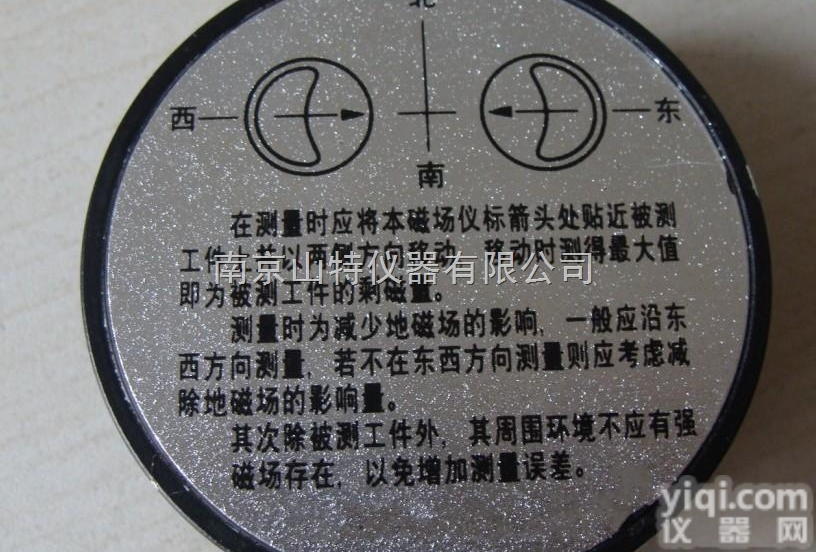 北
西
东
南
在测量时应将本磁场仪标箭头处贴近被测
工件上并以两侧方向移动，移动时测得最大值
南京山特仪器有限公司
即为被测工件的剩磁量。
测量时为减少地磁场的影响，一般应沿东
西方向测量，若不在东西方向测量则应考虑减
除地磁场的影响量。
其次除被测工件外，其周围环境不应有强
磁场存在，以免增加测量误差。
yiqi.com
仪器网